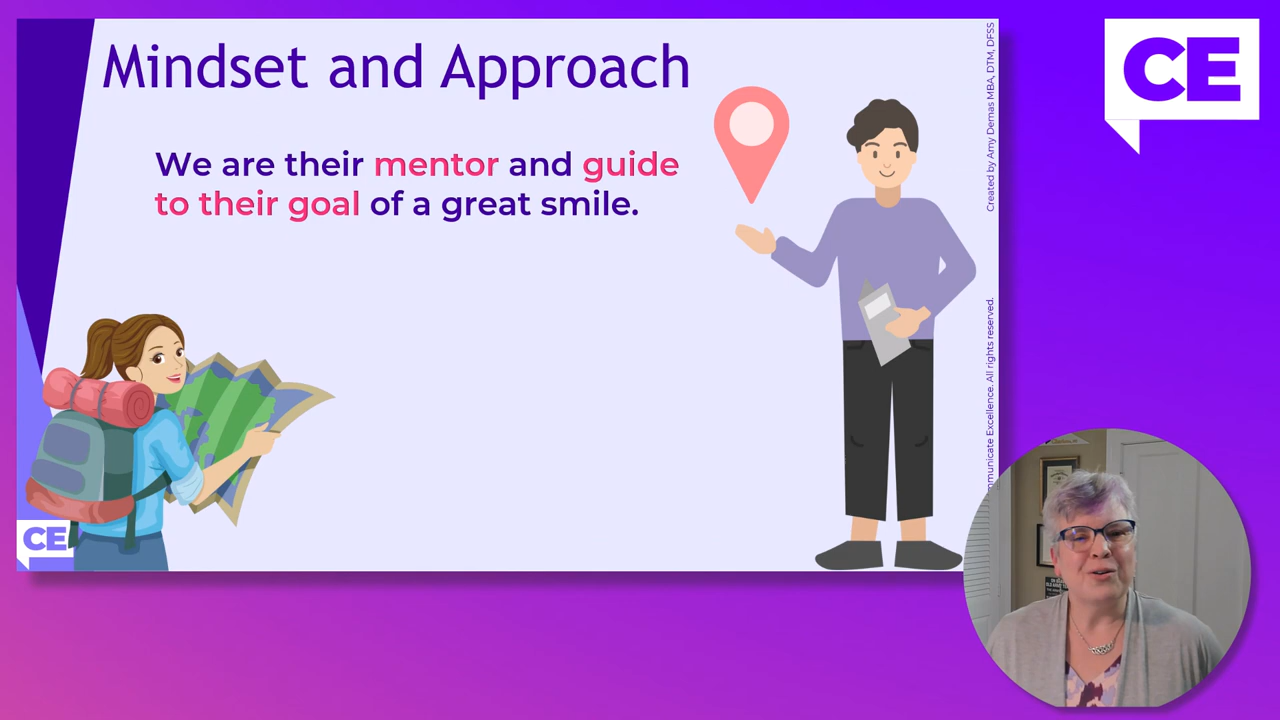 Mindset and Approach
We are their mentor and guide
to their goal of a great smile.
Created by Amy Demas MBA, DTM, DFSS
mmunicate Excellence. All rights reserved.
CE
CE